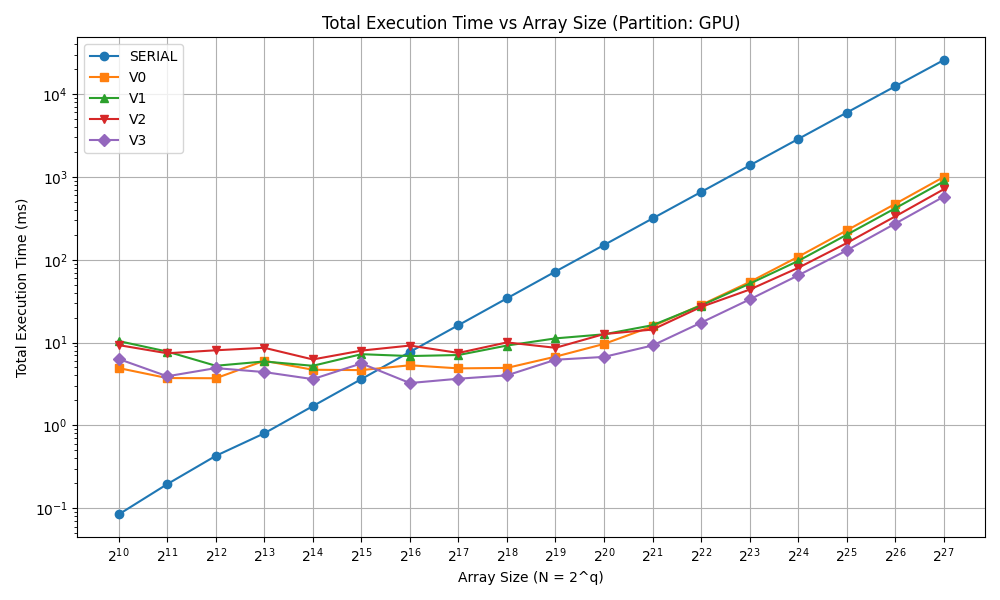 Total Execution Time vs Array Size (Partition: GPU)
SERIAL
V0
V1
V2
V3
Total Execution Time (ms)
10⁴
10³
10²
10¹
10⁰
10⁻¹
2¹⁰ 2¹¹ 2¹² 2¹³ 2¹⁴ 2¹⁵ 2¹⁶ 2¹⁷ 2¹⁸ 2¹⁹ 2²⁰ 2²¹ 2²² 2²³ 2²⁴ 2²⁵ 2²⁶ 2²⁷
Array Size (N = 2^q)